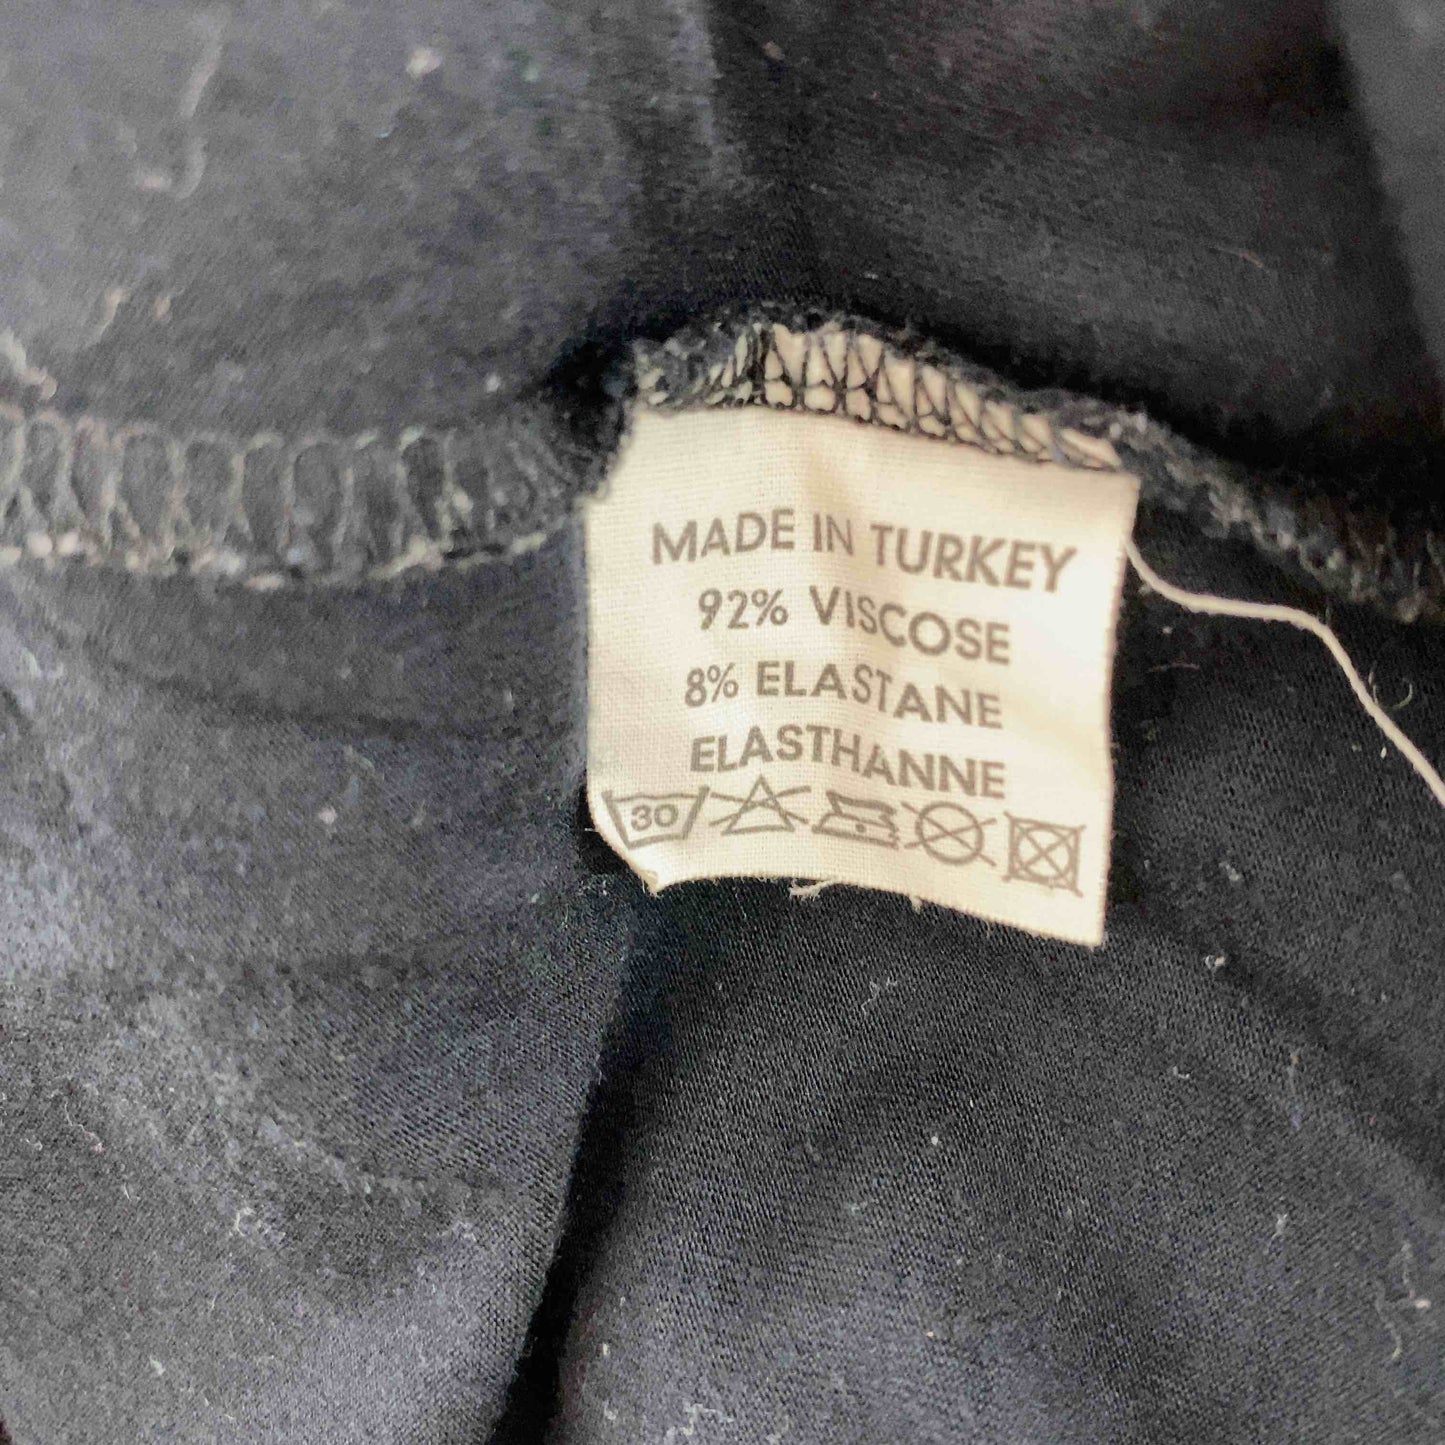 MADE IN TURKEY
92% VISCOSE
8% ELASTANE
ELASTHANNE
30